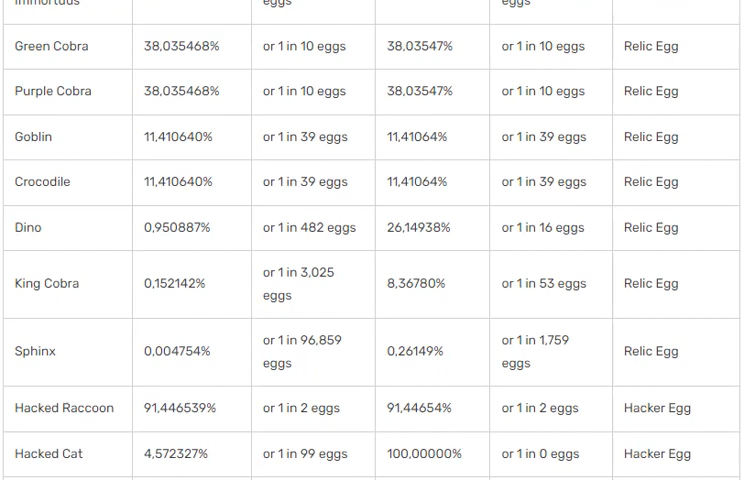 Immortuus eggs eggs
Green Cobra 38,035468% or 1 in 10 eggs 38,03547% or 1 in 10 eggs Relic Egg
Purple Cobra 38,035468% or 1 in 10 eggs 38,03547% or 1 in 10 eggs Relic Egg
Goblin 11,410640% or 1 in 39 eggs 11,41064% or 1 in 39 eggs Relic Egg
Crocodile 11,410640% or 1 in 39 eggs 11,41064% or 1 in 39 eggs Relic Egg
Dino 0,950887% or 1 in 482 eggs 26,14938% or 1 in 16 eggs Relic Egg
King Cobra 0,152142% or 1 in 3,025
eggs 8,36780% or 1 in 53 eggs Relic Egg
Sphinx 0,004754% or 1 in 96,859
eggs 0,26149% or 1 in 1,759
eggs Relic Egg
Hacked Raccoon 91,446539% or 1 in 2 eggs 91,44654% or 1 in 2 eggs Hacker Egg
Hacked Cat 4,572327% or 1 in 99 eggs 100,00000% or 1 in 0 eggs Hacker Egg